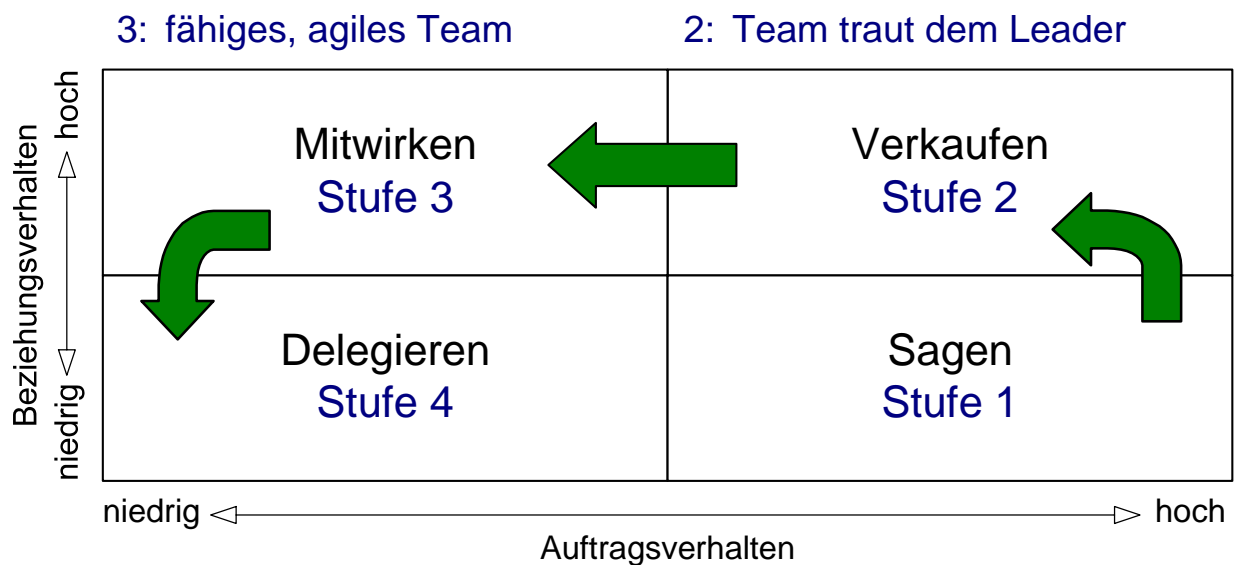 3: fähiges, agiles Team
2: Team traut dem Leader
hoch
Beziehungsverhalten
niedrig
Mitwirken
Stufe 3
Verkaufen
Stufe 2
Delegieren
Stufe 4
Sagen
Stufe 1
niedrig
hoch
Auftragsverhalten